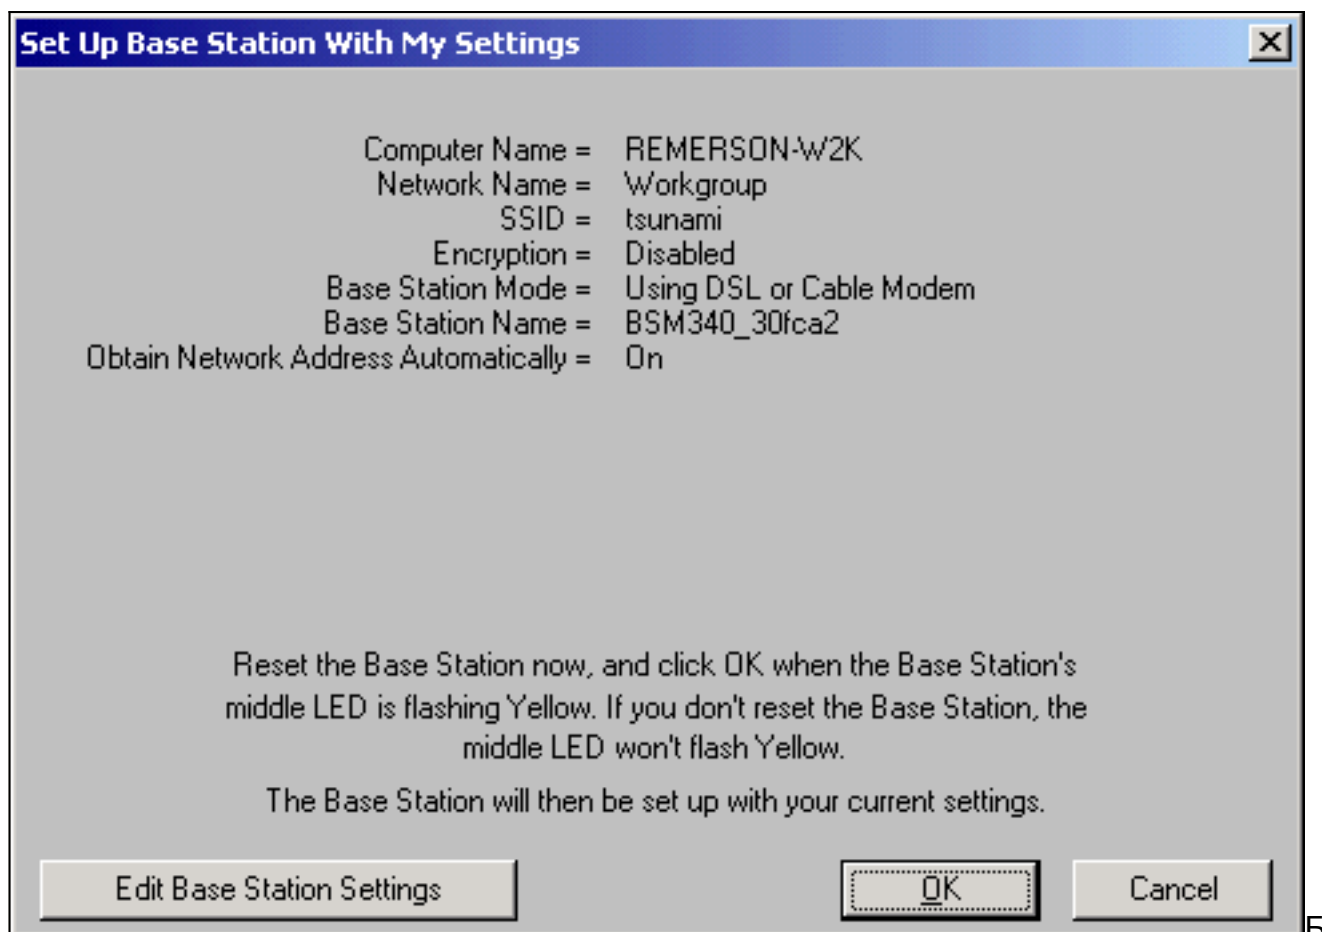 Set Up Base Station With My Settings
Computer Name = REMERSON-W2K
Network Name = Workgroup
SSID = tsunami
Encryption = Disabled
Base Station Mode = Using DSL or Cable Modem
Base Station Name = BSM340_30fca2
Obtain Network Address Automatically = On
Reset the Base Station now, and click OK when the Base Station's
middle LED is flashing Yellow. If you don't reset the Base Station, the
middle LED won't flash Yellow.
The Base Station will then be set up with your current settings.
Edit Base Station Settings
OK
Cancel